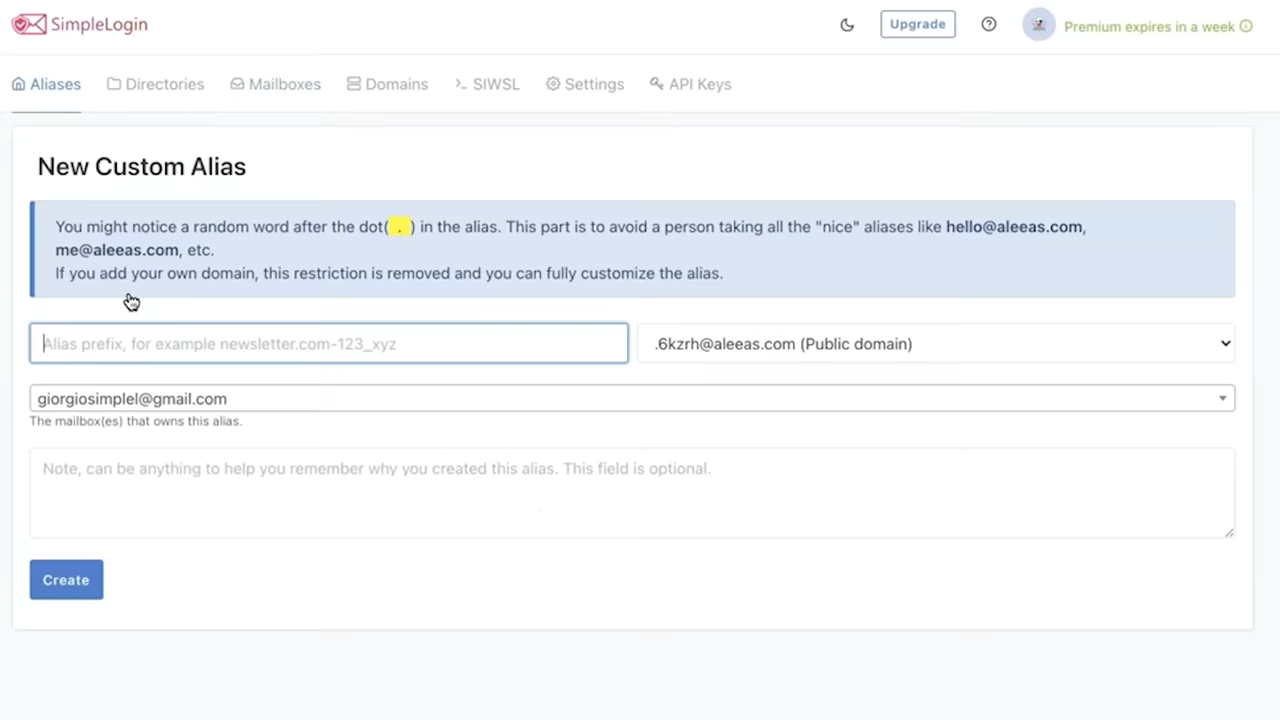 SimpleLogin
Upgrade
Premium expires in a week
Aliases
Directories
Mailboxes
Domains
SIWSL
Settings
API Keys
New Custom Alias
You might notice a random word after the dot( . ) in the alias. This part is to avoid a person taking all the "nice" aliases like hello@aleeas.com,
me@aleeas.com, etc.
If you add your own domain, this restriction is removed and you can fully customize the alias.
Alias prefix, for example newsletter.com-123_xyz
.6kzrh@aleeas.com (Public domain)
giorgiosimplel@gmail.com
The mailbox(es) that owns this alias.
Note, can be anything to help you remember why you created this alias. This field is optional.
Create